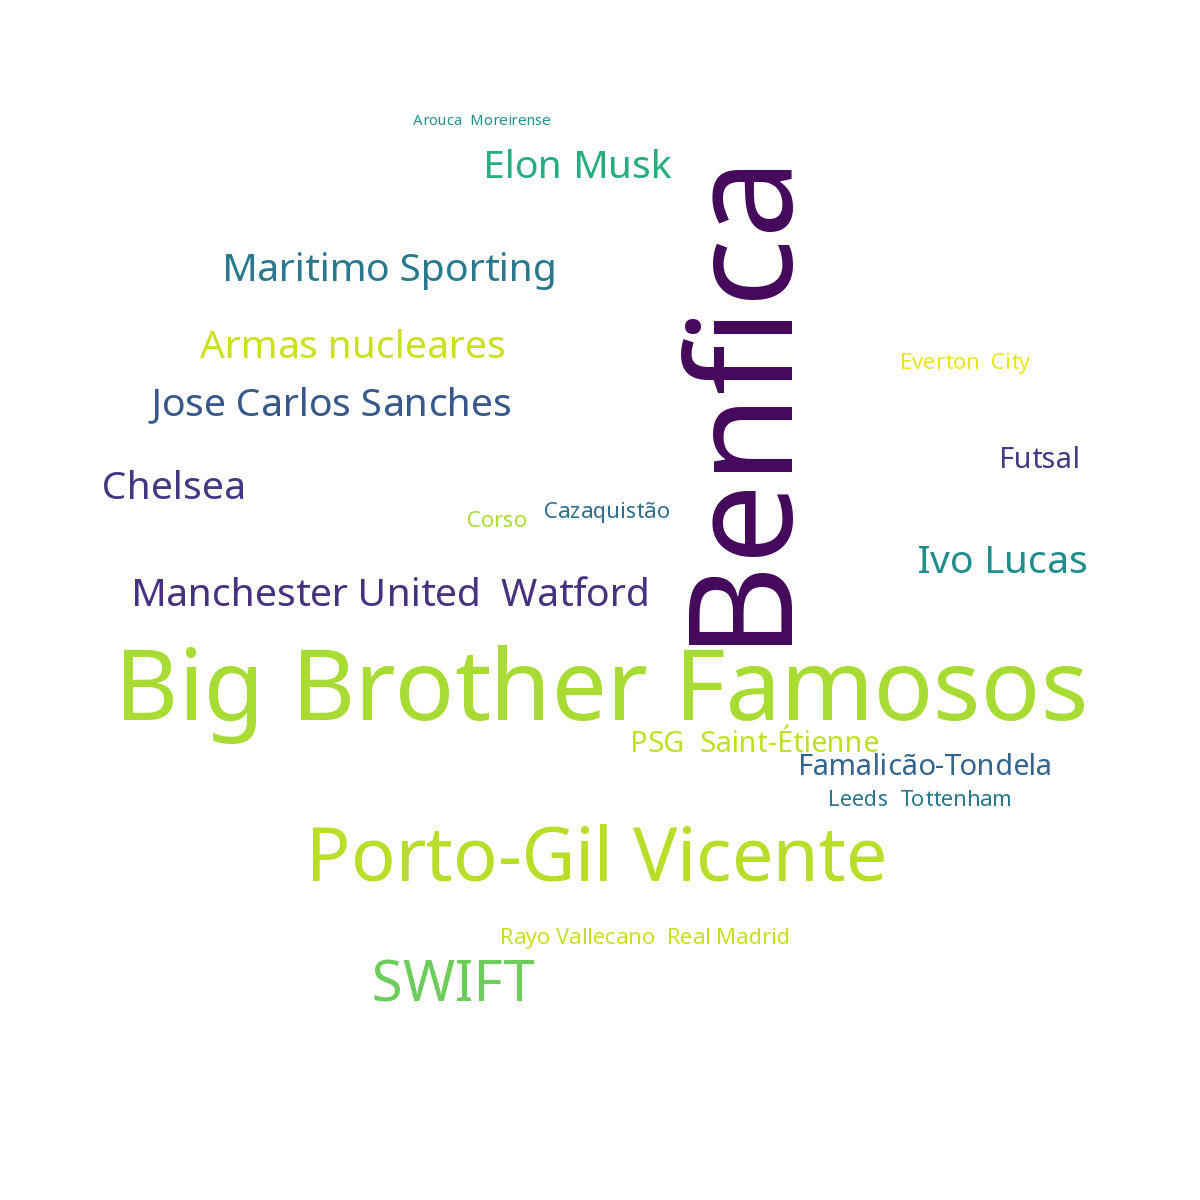 Arouca  Moreirense
Elon Musk
Benfica
Maritimo Sporting
Armas nucleares
Everton  City
Jose Carlos Sanches
Futsal
Chelsea
Cazaquistão
Corso
Ivo Lucas
Manchester United  Watford
Big Brother Famosos
PSG  Saint-Étienne
Famalicão-Tondela
Leeds  Tottenham
Porto-Gil Vicente
Rayo Vallecano  Real Madrid
SWIFT